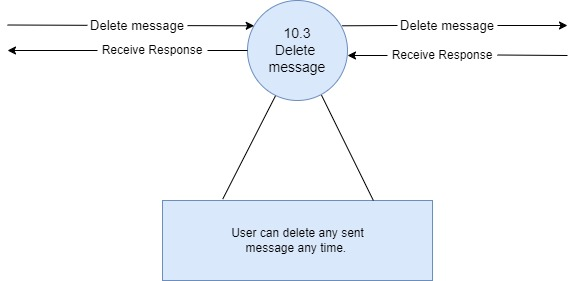 Delete message
Receive Response
10.3
Delete
message
Delete message
Receive Response
User can delete any sent
message any time.